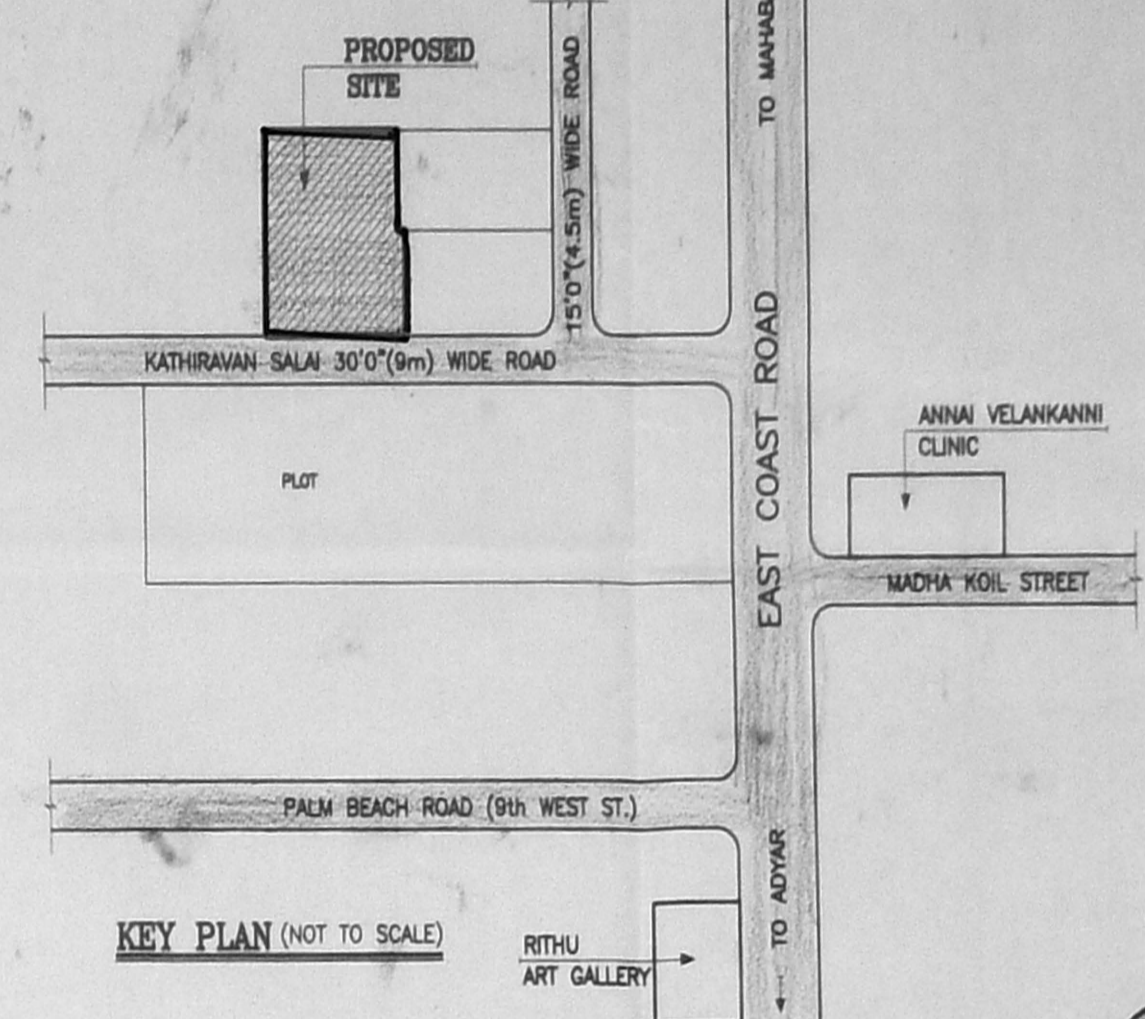 PROPOSED
SITE
15'0"(4.5m) WIDE ROAD
TO MAHAB
KATHIRAVAN SALAI 30'0"(9m) WIDE ROAD
EAST COAST ROAD
ANNAI VELANKANNI
CLINIC
PLOT
MADHA KOIL STREET
PALM BEACH ROAD (9th WEST ST.)
TO ADYAR
KEY PLAN (NOT TO SCALE)
RITHU
ART GALLERY